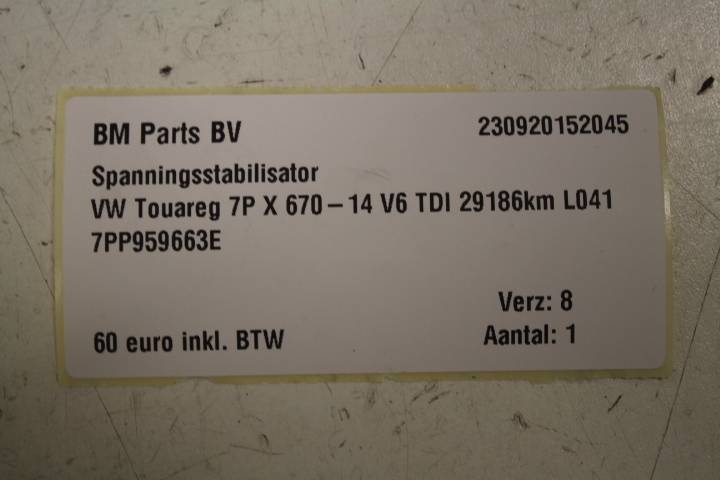 BM Parts BV 230920152045
Spanningsstabilisator
VW Touareg 7P X 670-14 V6 TDI 29186km L041
7PP959663E
Verz: 8
60 euro inkl. BTW Aantal: 1